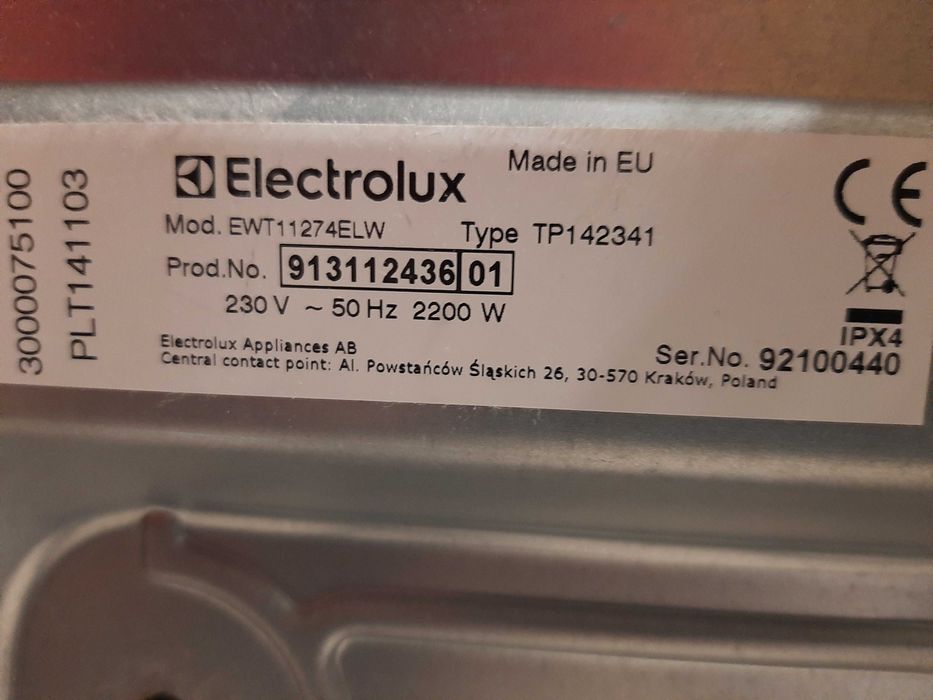 Electrolux
Made in EU
Mod. EWT11274ELW
Type TP142341
Prod.No. 913112436 01
230 V ~ 50 Hz 2200 W
IPX4
Electrolux Appliances AB
Ser.No. 92100440
Central contact point: Al. Powstańców Śląskich 26, 30-570 Kraków, Poland
3000075100
PLT141103
CE